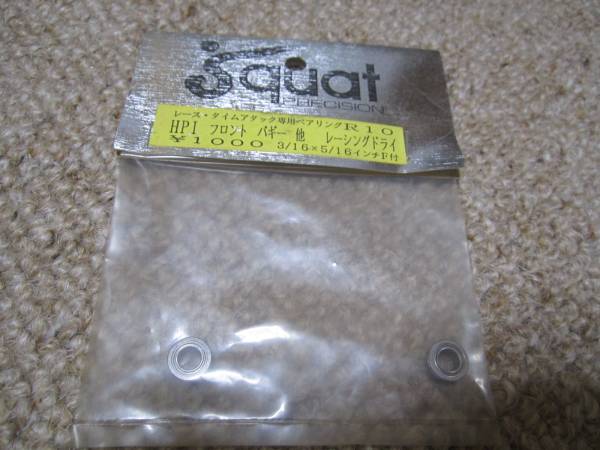 Squat
PRECISION
レース・タイムアタック専用ベアリングR10
HPI フロント バギー 他 レーシングドライ
¥1000 3/16×5/16インチF付